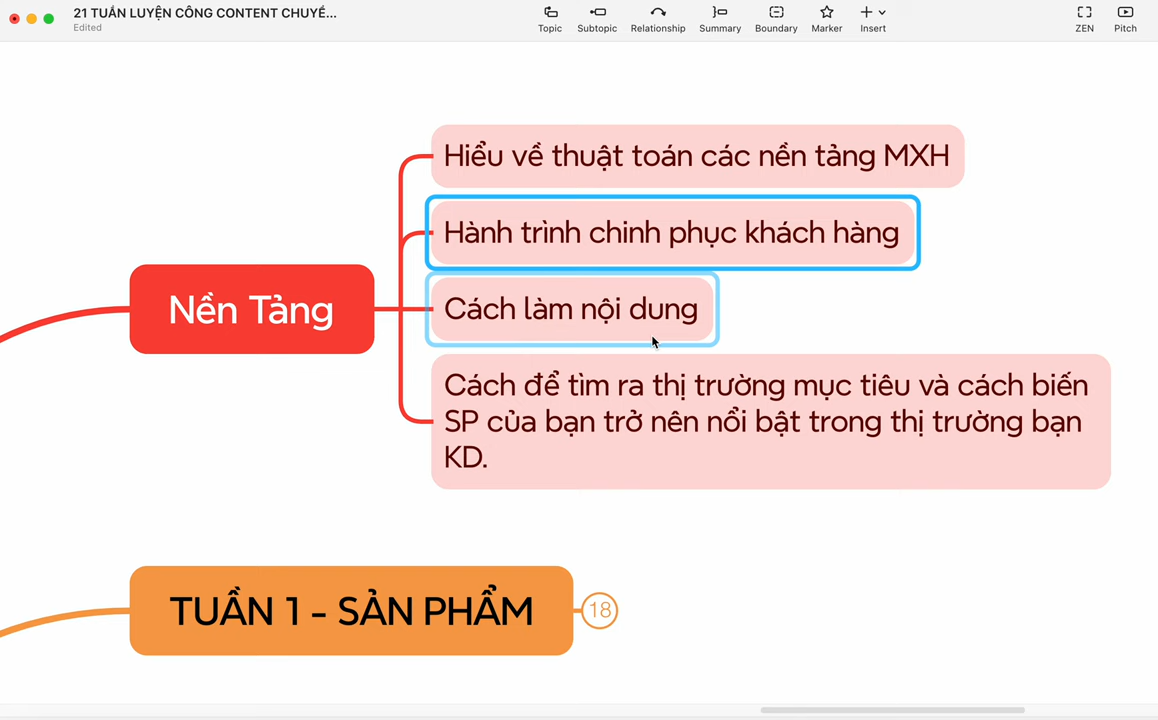 21 TUẦN LUYỆN CÔNG CONTENT CHUYÊ...
Edited
Topic
Subtopic
Relationship
Summary
Boundary
Marker
Insert
ZEN
Pitch
Hiểu về thuật toán các nền tảng MXH
Hành trình chinh phục khách hàng
Nền Tảng
Cách làm nội dung
Cách để tìm ra thị trường mục tiêu và cách biến
SP của bạn trở nên nổi bật trong thị trường bạn
KD.
TUẦN 1 - SẢN PHẨM
18